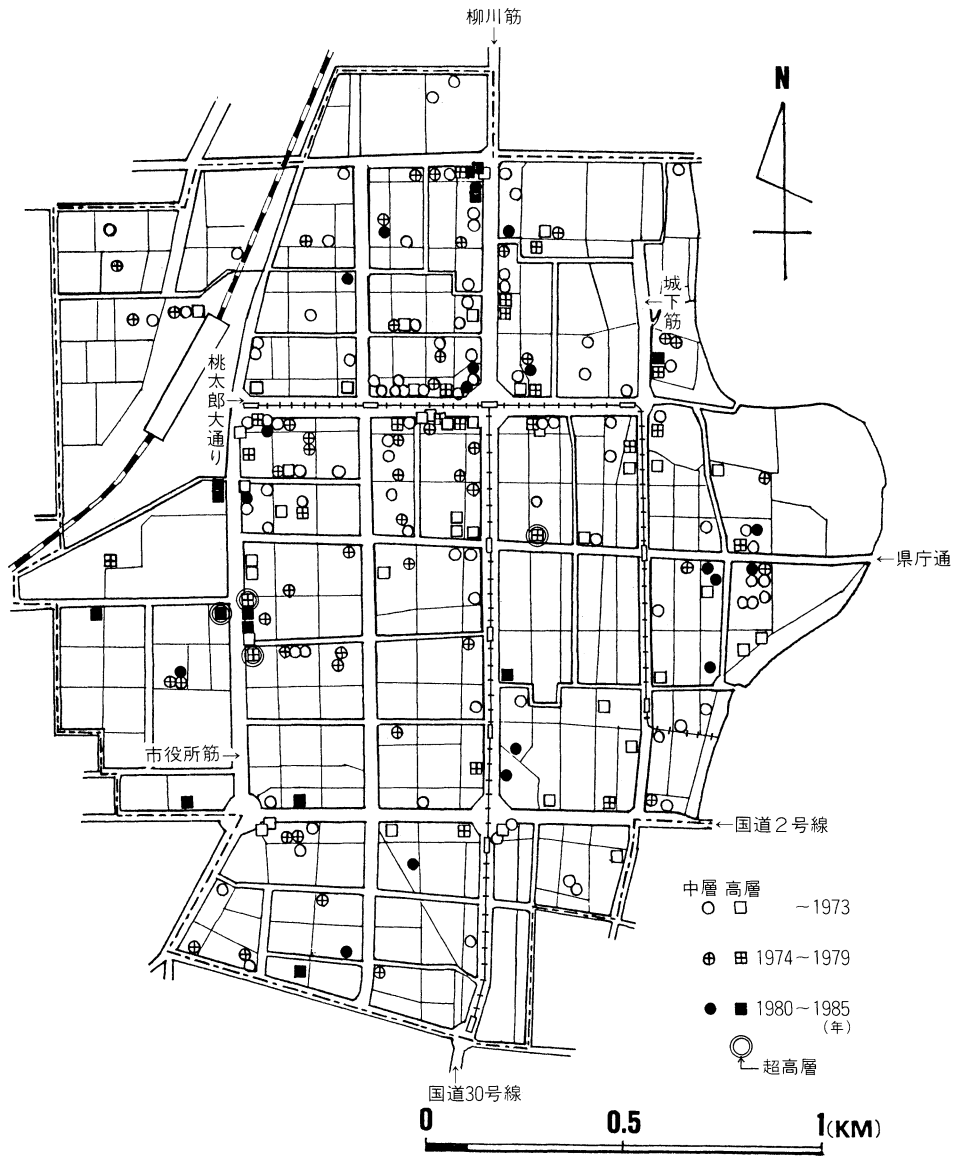 柳川筋
N
城下筋
桃太郎大通り
県庁通
市役所筋
国道2号線
中層 高層
~1973
1974~1979
1980~1985
(年)
超高層
国道30号線
0 0.5 1(KM)